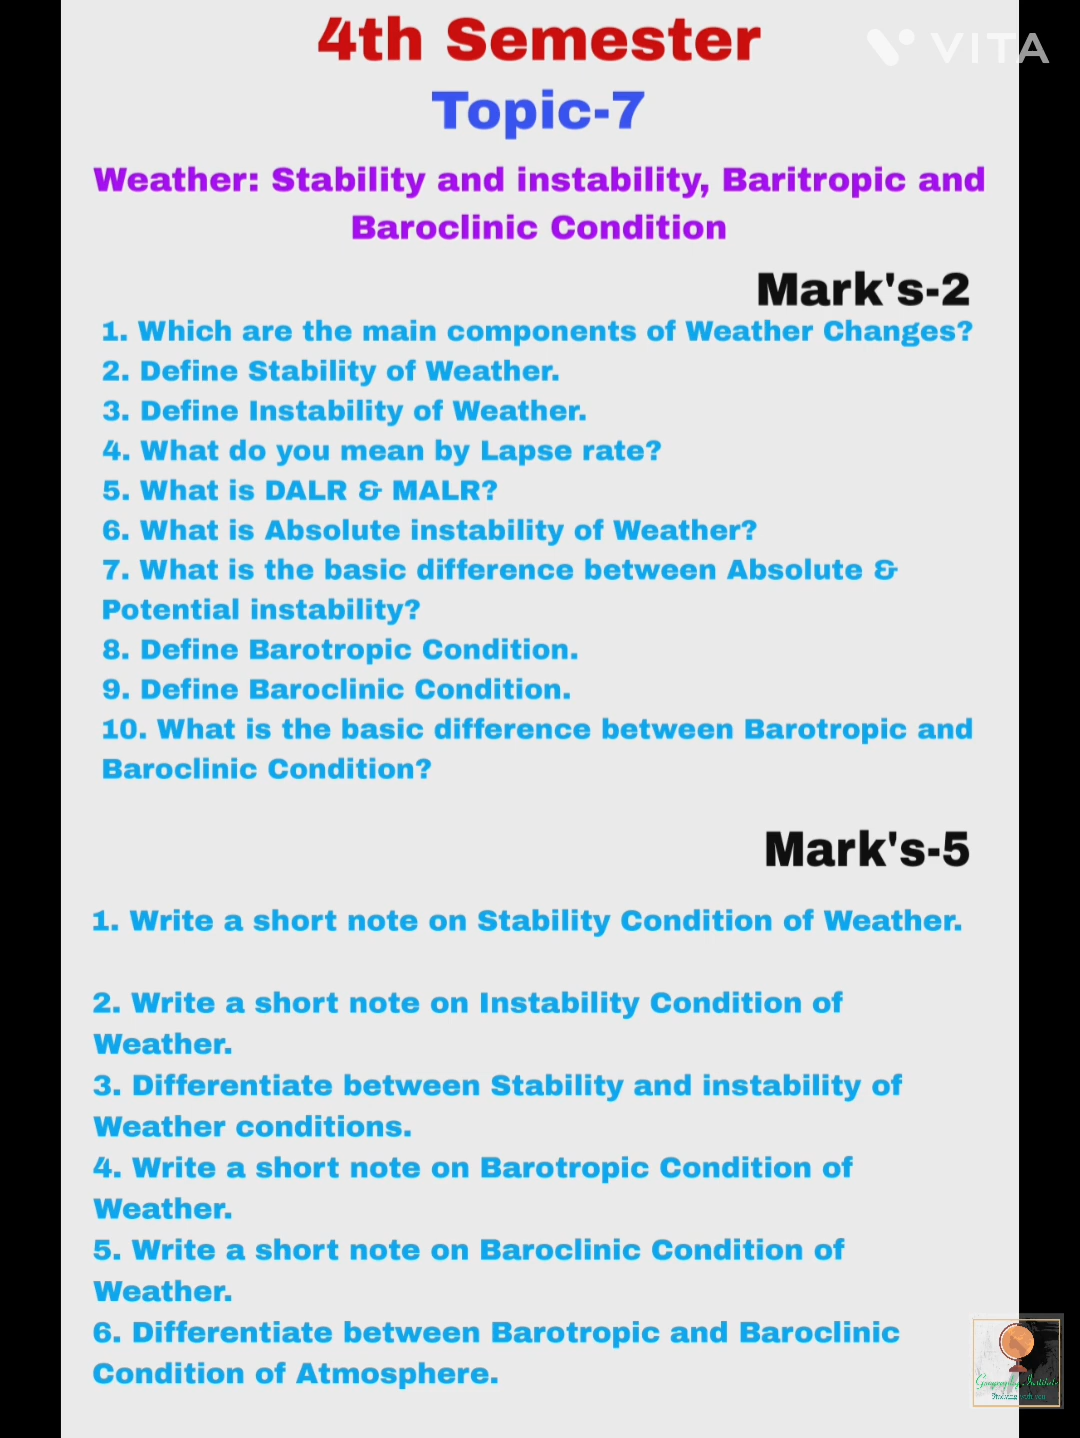 4th Semester
VITA
Topic-7
Weather: Stability and instability, Baritropic and
Baroclinic Condition
Mark's-2
1. Which are the main components of Weather Changes?
2. Define Stability of Weather.
3. Define Instability of Weather.
4. What do you mean by Lapse rate?
5. What is DALR & MALR?
6. What is Absolute instability of Weather?
7. What is the basic difference between Absolute &
Potential instability?
8. Define Barotropic Condition.
9. Define Baroclinic Condition.
10. What is the basic difference between Barotropic and
Baroclinic Condition?
Mark's-5
1. Write a short note on Stability Condition of Weather.
2. Write a short note on Instability Condition of
Weather.
3. Differentiate between Stability and instability of
Weather conditions.
4. Write a short note on Barotropic Condition of
Weather.
5. Write a short note on Baroclinic Condition of
Weather.
6. Differentiate between Barotropic and Baroclinic
Condition of Atmosphere.
Geography Institute